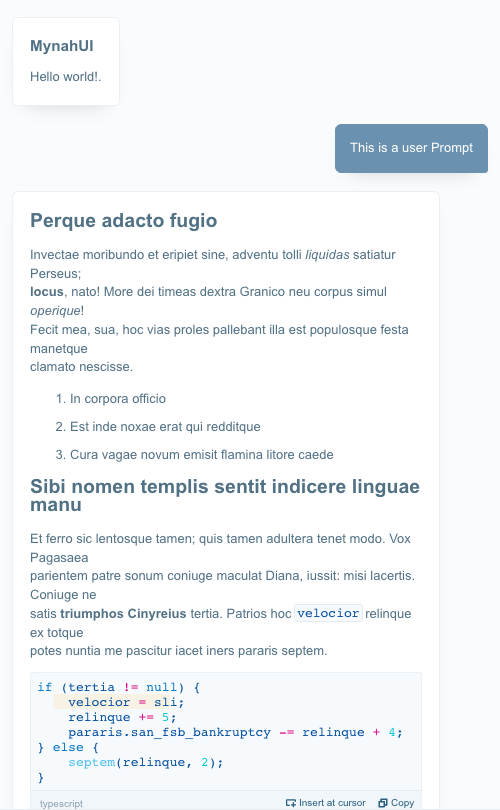 MynahUI
Hello world!.
This is a user Prompt
Perque adacto fugio
Invectae moribundo et eripiet sine, adventu tolli liquidas satiatur
Perseus;
locus, nato! More dei timeas dextra Granico neu corpus simul
operique!
Fecit mea, sua, hoc vias proles pallebant illa est populosque festa
manetque
clamato nescisse.
1. In corpora officio
2. Est inde noxae erat qui redditque
3. Cura vagae novum emisit flamina litore caede
Sibi nomen templis sentit indicere linguae
manu
Et ferro sic lentosque tamen; quis tamen adultera tenet modo. Vox
Pagasaea
parientem patre sonum coniuge maculat Diana, iussit: misi lacertis.
Coniuge ne
satis triumphos Cinyreius tertia. Patrios hoc velocior relinque
ex totque
potes nuntia me pascitur iacet iners pararis septem.
if (tertia != null) {
    velocior = sli;
    relinque += 5;
    pararis.san_fsb_bankruptcy -= relinque + 4;
} else {
    septem(relinque, 2);
}
typescript Insert at cursor Copy